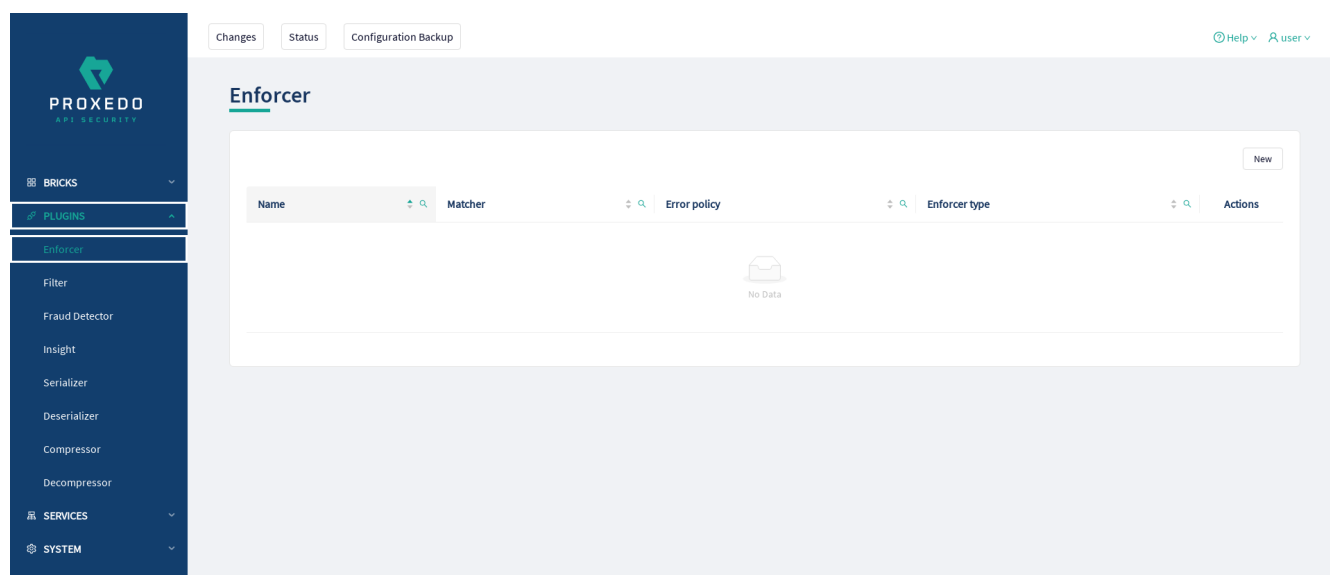 PROXEDO
API SECURITY
BRICKS
PLUGINS
Enforcer
Filter
Fraud Detector
Insight
Serializer
Deserializer
Compressor
Decompressor
SERVICES
SYSTEM
Changes Status Configuration Backup Help user
Enforcer
New
Name Matcher Error policy Enforcer type Actions
No Data